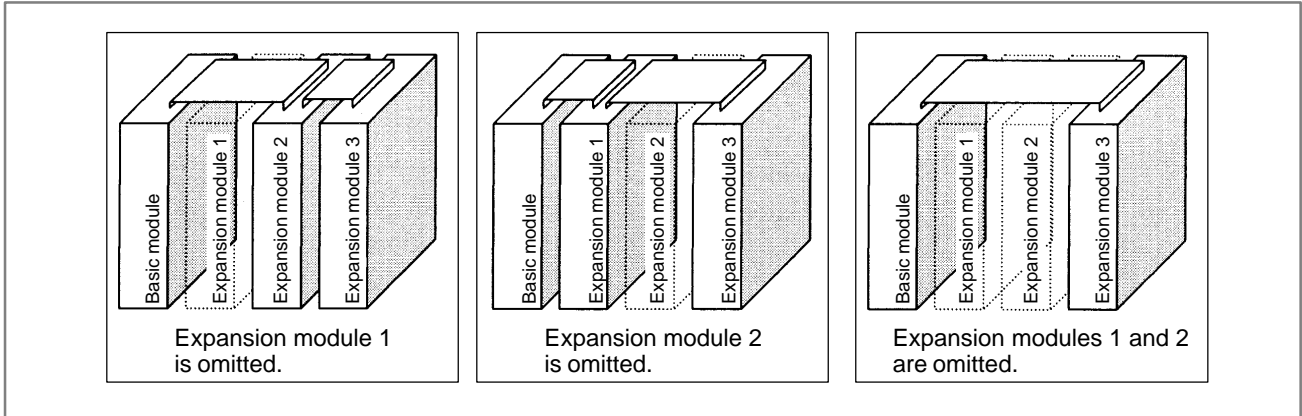 Basic module
Expansion module 1
Expansion module 2
Expansion module 3
Expansion module 1
is omitted.
Basic module
Expansion module 1
Expansion module 2
Expansion module 3
Expansion module 2
is omitted.
Basic module
Expansion module 1
Expansion module 2
Expansion module 3
Expansion modules 1 and 2
are omitted.